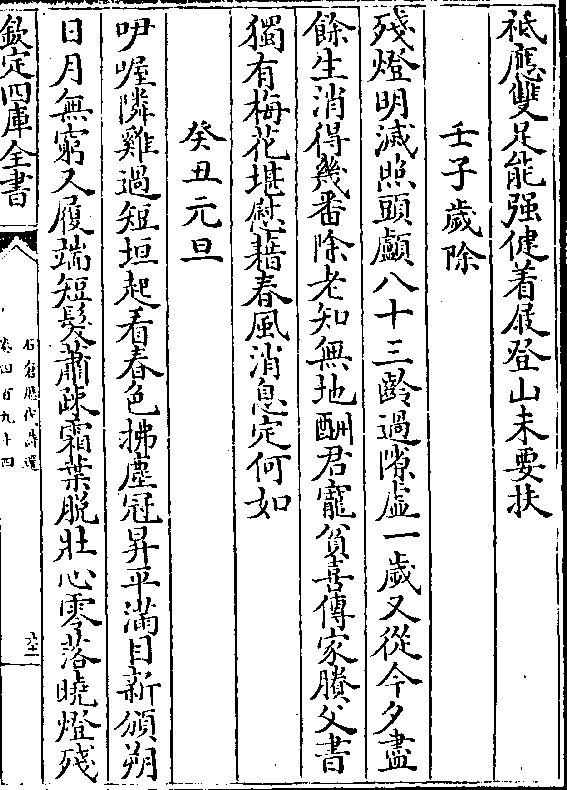 祗應雙足能强健着屐登山未要扶
壬子歲除
殘燈明滅照頭顱八十三齡過隙虛一歲又從今夕盡
餘生消得幾番除老知無地酬君寵貧喜傳家賸父書
獨有梅花堪慰藉春風消息定何如
癸丑元旦
咿喔隣雞過短垣起看春色拂塵冠昇平滿目新頒朔
日月無窮又履端短髮蕭疎霜葉脫壯心零落曉燈殘
欽定四庫全書
石倉歷代詩選
卷四百九十四